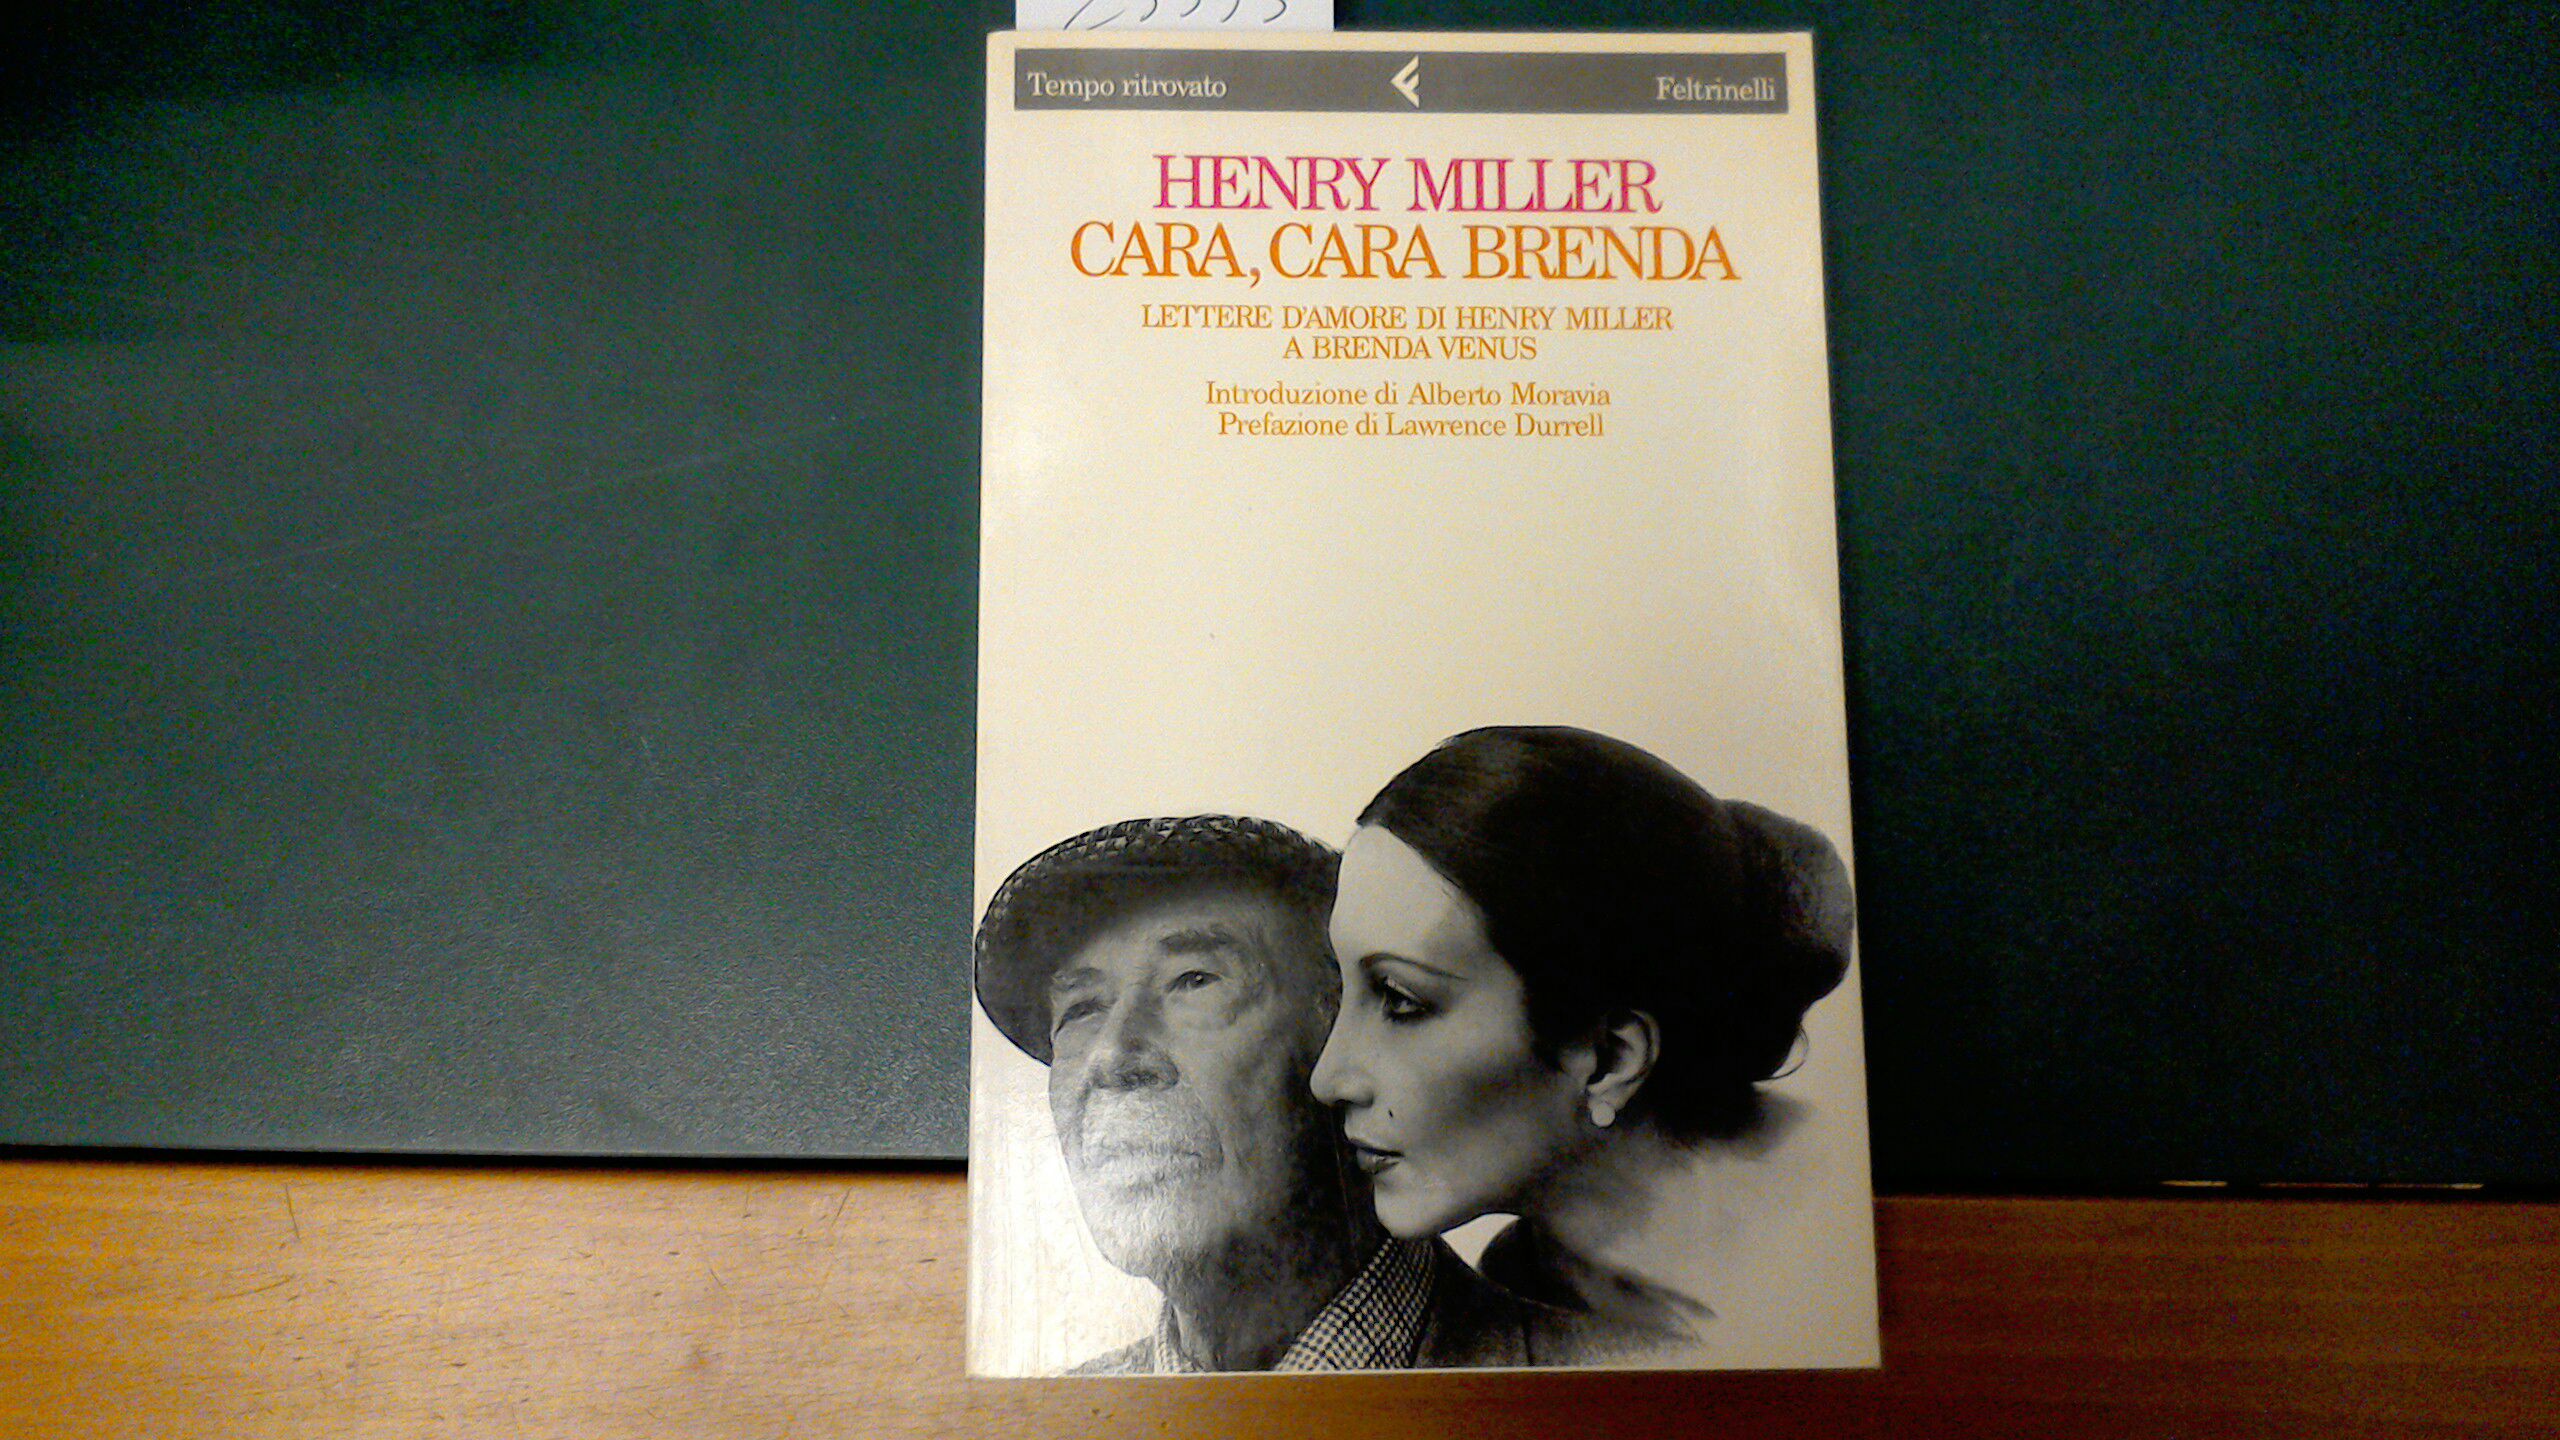 Tempo ritrovato
Feltrinelli
HENRY MILLER
CARA, CARA BRENDA
LETTERE D'AMORE DI HENRY MILLER
A BRENDA VENUS
Introduzione di Alberto Moravia
Prefazione di Lawrence Durrell